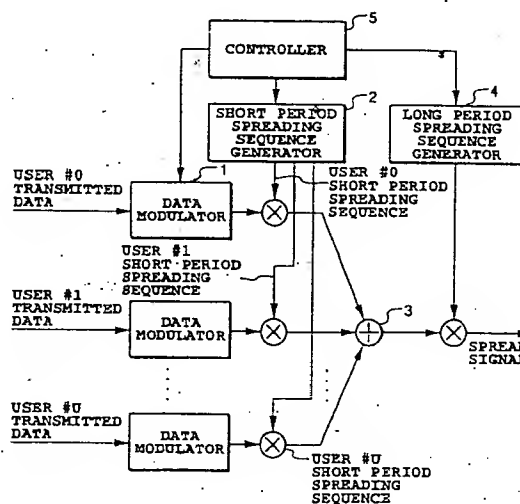 5
CONTROLLER
2
4
SHORT PERIOD
SPREADING
SEQUENCE
GENERATOR
LONG PERIOD
SPREADING
SEQUENCE
GENERATOR
USER #0
TRANSMITTED
DATA
1
DATA
MODULATOR
USER #0
SHORT PERIOD
SPREADING
SEQUENCE
USER #1
SHORT PERIOD
SPREADING
SEQUENCE
USER #1
TRANSMITTED
DATA
DATA
MODULATOR
3
SPREAD
SIGNAL
USER #U
TRANSMITTED
DATA
DATA
MODULATOR
USER #U
SHORT PERIOD
SPREADING
SEQUENCE